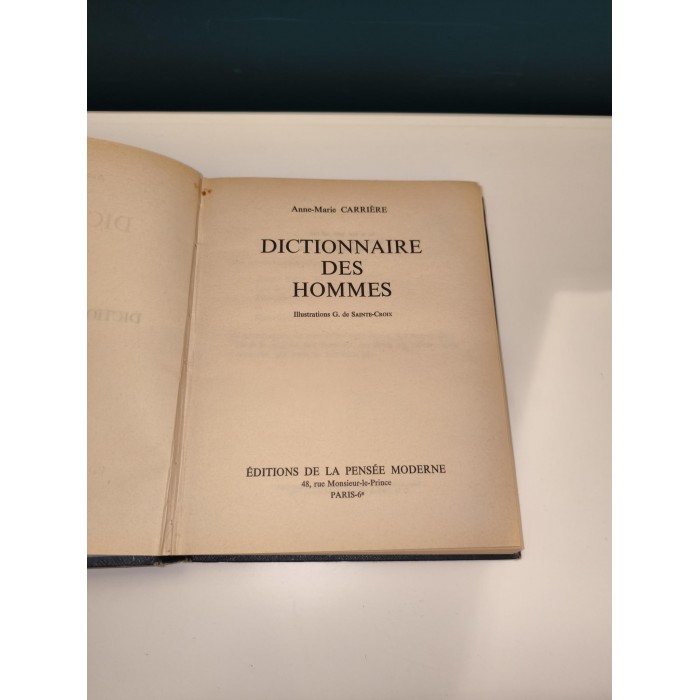 Anne-Marie CARRIÈRE
DICTIONNAIRE
DES
HOMMES
Illustrations G. de SAINTE-CROIX
ÉDITIONS DE LA PENSÉE MODERNE
48, rue Monsieur-le-Prince
PARIS-6ᵉ